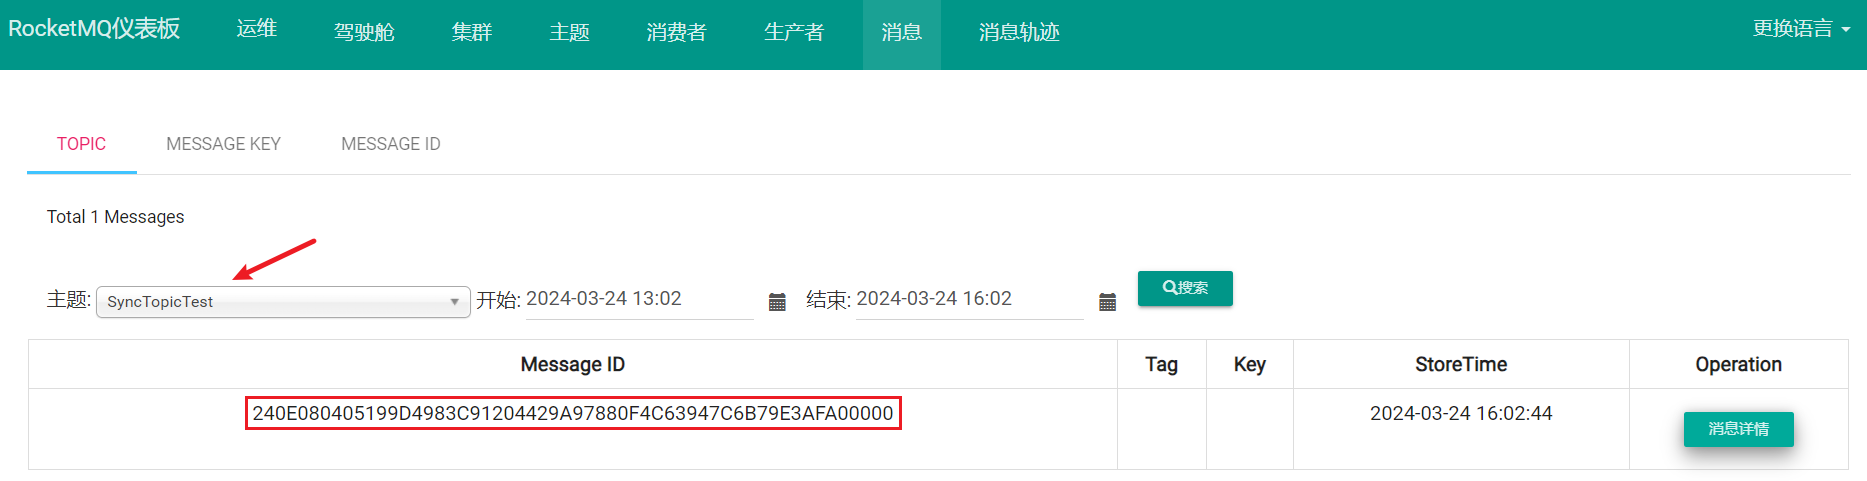 RocketMQ仪表板 运维 驾驶舱 集群 主题 消费者 生产者 消息 消息轨迹 更换语言
TOPIC MESSAGE KEY MESSAGE ID
Total 1 Messages
主题: SyncTopicTest 开始: 2024-03-24 13:02 结束: 2024-03-24 16:02 搜索
Message ID Tag Key StoreTime Operation
240E080405199D4983C91204429A97880F4C63947C6B79E3AFA00000 2024-03-24 16:02:44 消息详情